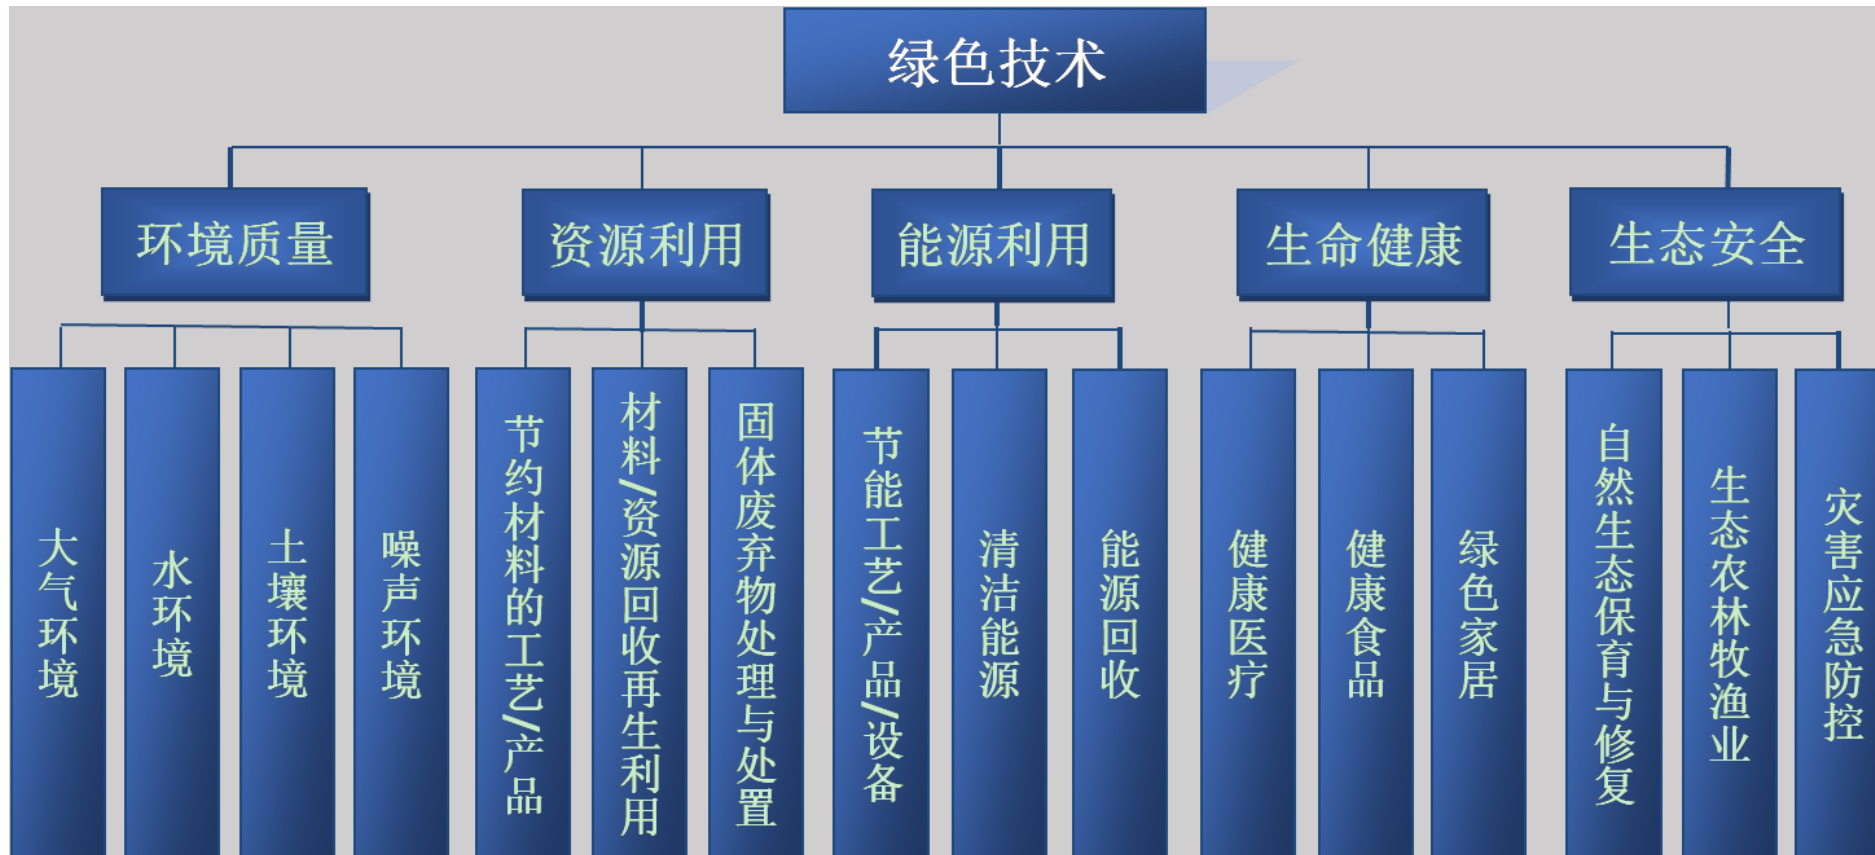 绿色技术
环境质量
资源利用
能源利用
生命健康
生态安全
大气环境
水环境
土壤环境
噪声环境
节约材料的工艺/产品
材料/资源回收再生利用
固体废弃物处理与处置
节能工艺/产品/设备
清洁能源
能源回收
健康医疗
健康食品
绿色家居
自然生态保育与修复
生态农林牧渔业
灾害应急防控